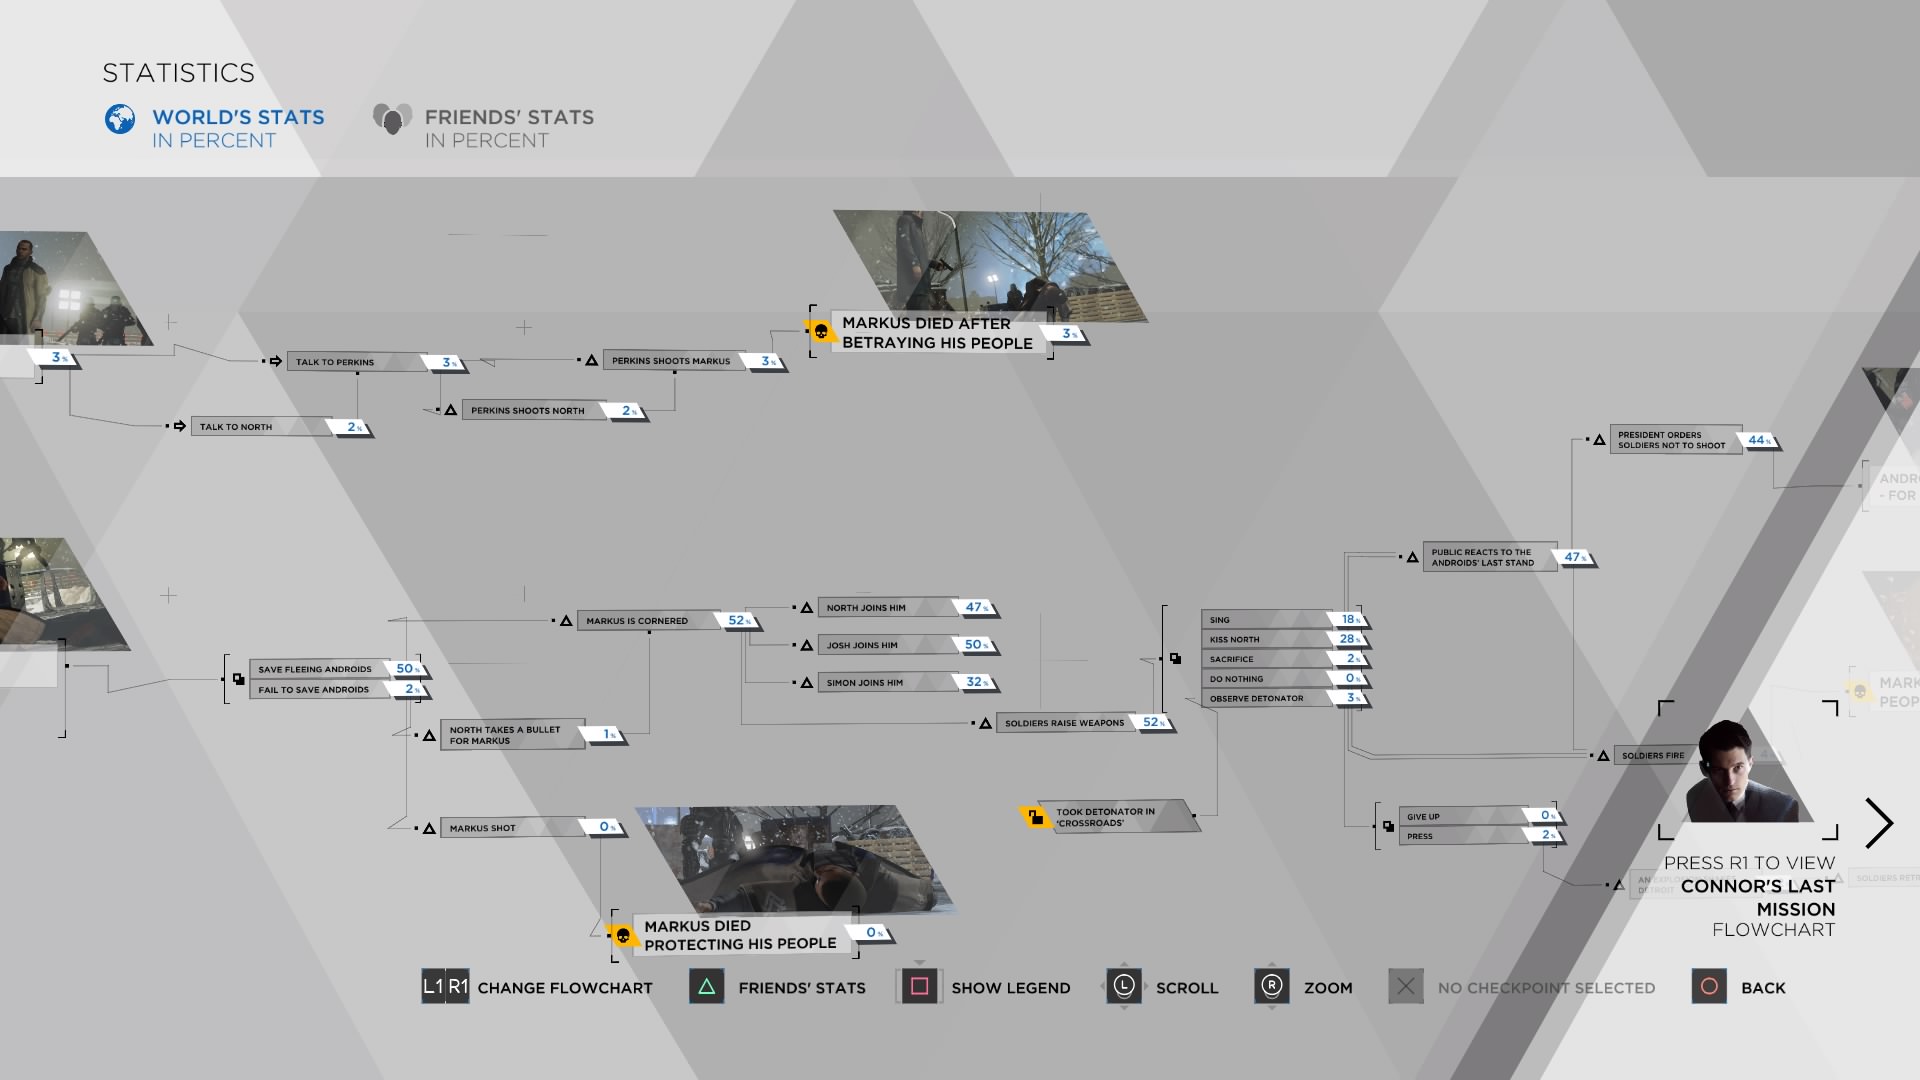 STATISTICS
WORLD'S STATS
IN PERCENT
FRIENDS' STATS
IN PERCENT
3%
TALK TO PERKINS 3%
TALK TO NORTH 2%
PERKINS SHOOTS MARKUS 3%
PERKINS SHOOTS NORTH 2%
MARKUS DIED AFTER
BETRAYING HIS PEOPLE 3%
SAVE FLEEING ANDROIDS 50%
FAIL TO SAVE ANDROIDS 2%
MARKUS IS CORNERED 52%
NORTH TAKES A BULLET
FOR MARKUS 1%
MARKUS SHOT 0%
MARKUS DIED
PROTECTING HIS PEOPLE 0%
NORTH JOINS HIM 47%
JOSH JOINS HIM 50%
SIMON JOINS HIM 32%
SOLDIERS RAISE WEAPONS 52%
TOOK DETONATOR IN
'CROSSROADS'
SING 18%
KISS NORTH 28%
SACRIFICE 2%
DO NOTHING 0%
OBSERVE DETONATOR 3%
PUBLIC REACTS TO THE
ANDROIDS' LAST STAND 47%
PRESIDENT ORDERS
SOLDIERS NOT TO SHOOT 44%
SOLDIERS FIRE
GIVE UP 0%
PRESS 2%
ANDRO
- FOR
MARK
PEOP
SOLDIERS RETR
PRESS R1 TO VIEW
CONNOR'S LAST
MISSION
FLOWCHART
L1 R1 CHANGE FLOWCHART
FRIENDS' STATS
SHOW LEGEND
L SCROLL
R ZOOM
NO CHECKPOINT SELECTED
BACK